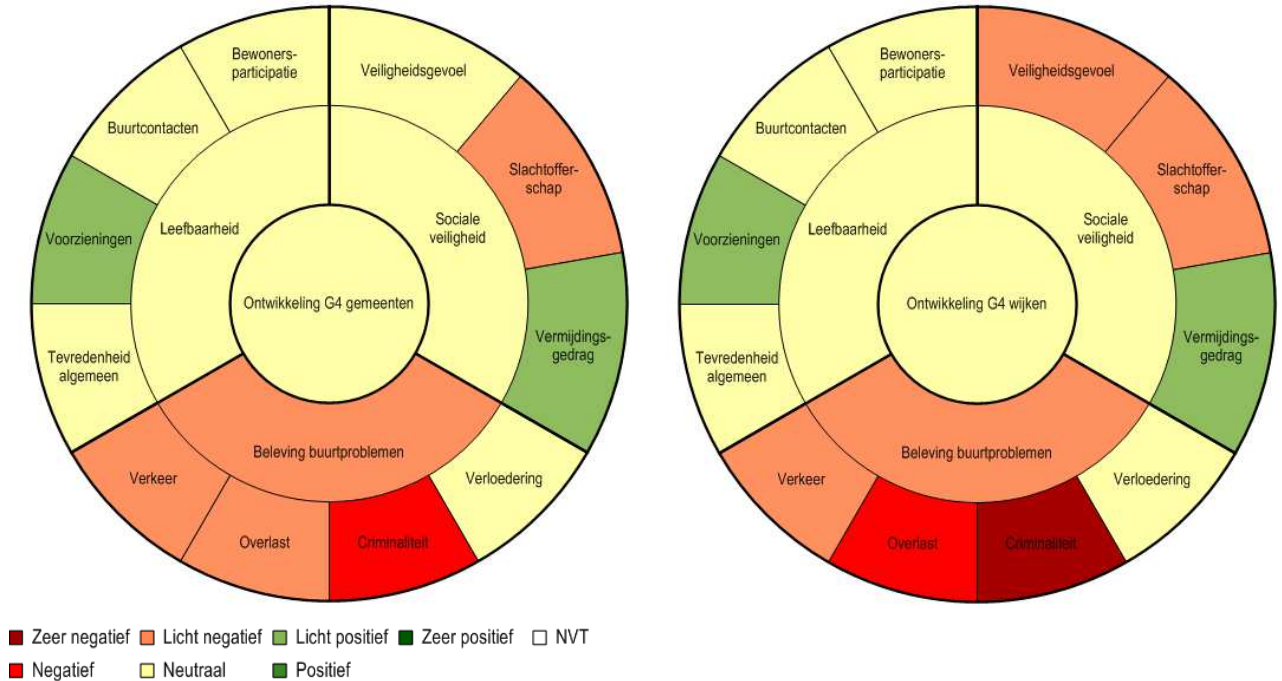 Bewoners-
participatie
Veiligheidsgevoel
Buurtcontacten
Slachtoffer-
schap
Voorzieningen
Leefbaarheid
Sociale
veiligheid
Ontwikkeling G4 gemeenten
Vermijdings-
gedrag
Tevredenheid
algemeen
Beleving buurtproblemen
Verkeer
Verloedering
Overlast
Criminaliteit
Bewoners-
participatie
Veiligheidsgevoel
Buurtcontacten
Slachtoffer-
schap
Voorzieningen
Leefbaarheid
Sociale
veiligheid
Ontwikkeling G4 wijken
Vermijdings-
gedrag
Tevredenheid
algemeen
Beleving buurtproblemen
Verkeer
Verloedering
Overlast
Criminaliteit
Zeer negatief Licht negatief Licht positief Zeer positief NVT
Negatief Neutraal Positief